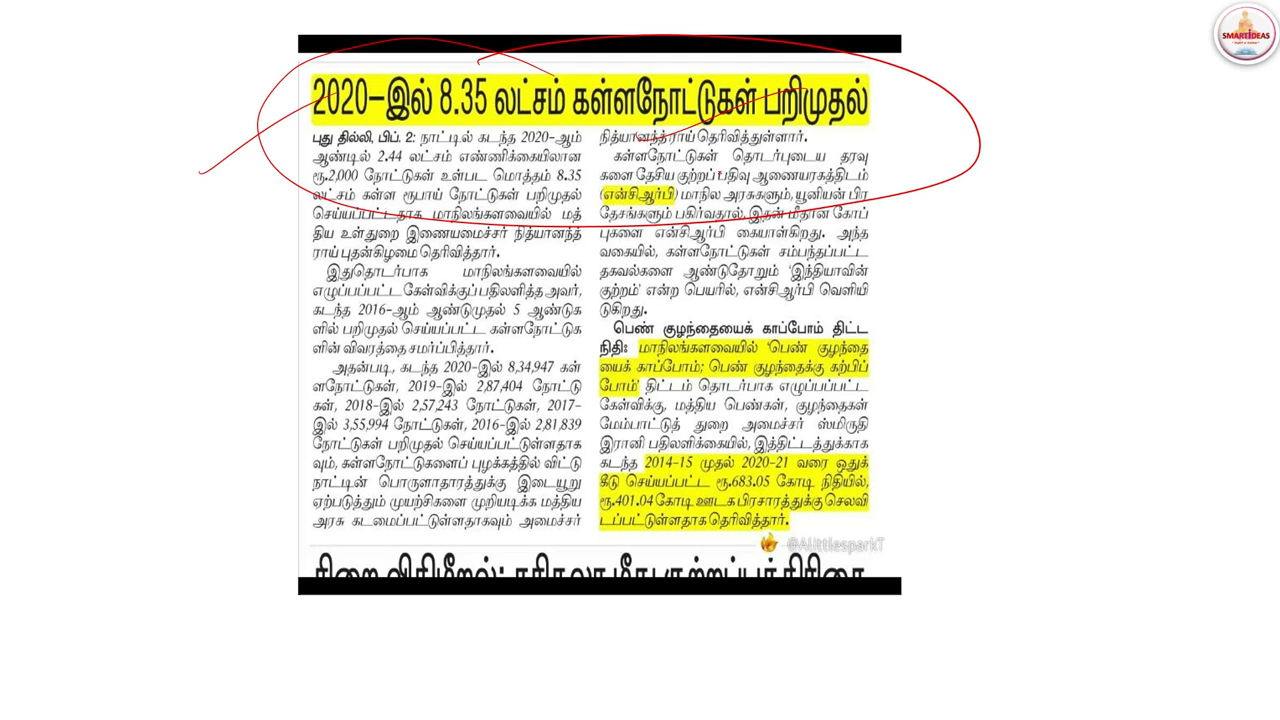 SMARTIDEAS
2020-இல் 8.35 லட்சம் கள்ளநோட்டுகள் பறிமுதல்
புது தில்லி, பிப். 2: நாட்டில் கடந்த 2020-ஆம்
ஆண்டில் 2.44 லட்சம் எண்ணிக்கையிலான
ரூ.2,000 நோட்டுகள் உள்பட மொத்தம் 8.35
லட்சம் கள்ள ரூபாய் நோட்டுகள் பறிமுதல்
செய்யப்பட்டதாக மாநிலங்களவையில் மத்
திய உள்துறை இணையமைச்சர் நித்யானந்த்
ராய் புதன்கிழமை தெரிவித்தார்.
இதுதொடர்பாக மாநிலங்களவையில்
எழுப்பப்பட்ட கேள்விக்குப் பதிலளித்த அவர்,
கடந்த 2016-ஆம் ஆண்டுமுதல் 5 ஆண்டுக
ளில் பறிமுதல் செய்யப்பட்ட கள்ளநோட்டுக
ளின் விவரத்தை சமர்ப்பித்தார்.
அதன்படி, கடந்த 2020-இல் 8,34,947 கள்
ளநோட்டுகள், 2019-இல் 2,87,404 நோட்டு
கள், 2018-இல் 2,57,243 நோட்டுகள், 2017-
இல் 3,55,994 நோட்டுகள், 2016-இல் 2,81,839
நோட்டுகள் பறிமுதல் செய்யப்பட்டுள்ளதாக
வும், கள்ளநோட்டுகளைப் புழக்கத்தில் விட்டு
நாட்டின் பொருளாதாரத்துக்கு இடையூறு
ஏற்படுத்தும் முயற்சிகளை முறியடிக்க மத்திய
அரசு கடமைப்பட்டுள்ளதாகவும் அமைச்சர்
நித்யானந்த்ராய் தெரிவித்துள்ளார்.
கள்ளநோட்டுகள் தொடர்புடைய தரவு
களை தேசிய குற்றப் பதிவு ஆணையரகத்திடம்
(என்சிஆர்பி) மாநில அரசுகளும், யூனியன் பிர
தேசங்களும் பகிர்வதால், இதன் மீதான கோப்
புகளை என்சிஆர்பி கையாள்கிறது. அந்த
வகையில், கள்ளநோட்டுகள் சம்பந்தப்பட்ட
தகவல்களை ஆண்டுதோறும் 'இந்தியாவின்
குற்றம்' என்ற பெயரில், என்சிஆர்பி வெளியி
டுகிறது.
பெண் குழந்தையைக் காப்போம் திட்ட
நிதி: மாநிலங்களவையில் 'பெண் குழந்தை
யைக் காப்போம்; பெண் குழந்தைக்கு கற்பிப்
போம்' திட்டம் தொடர்பாக எழுப்பப்பட்ட
கேள்விக்கு, மத்திய பெண்கள், குழந்தைகள்
மேம்பாட்டுத் துறை அமைச்சர் ஸ்மிருதி
இரானி பதிலளிக்கையில், இத்திட்டத்துக்காக
கடந்த 2014-15 முதல் 2020-21 வரை ஒதுக்
கீடு செய்யப்பட்ட ரூ.683.05 கோடி நிதியில்,
ரூ.401.04 கோடி ஊடக பிரசாரத்துக்கு செலவி
டப்பட்டுள்ளதாக தெரிவித்தார்.
@AlittlesparkT